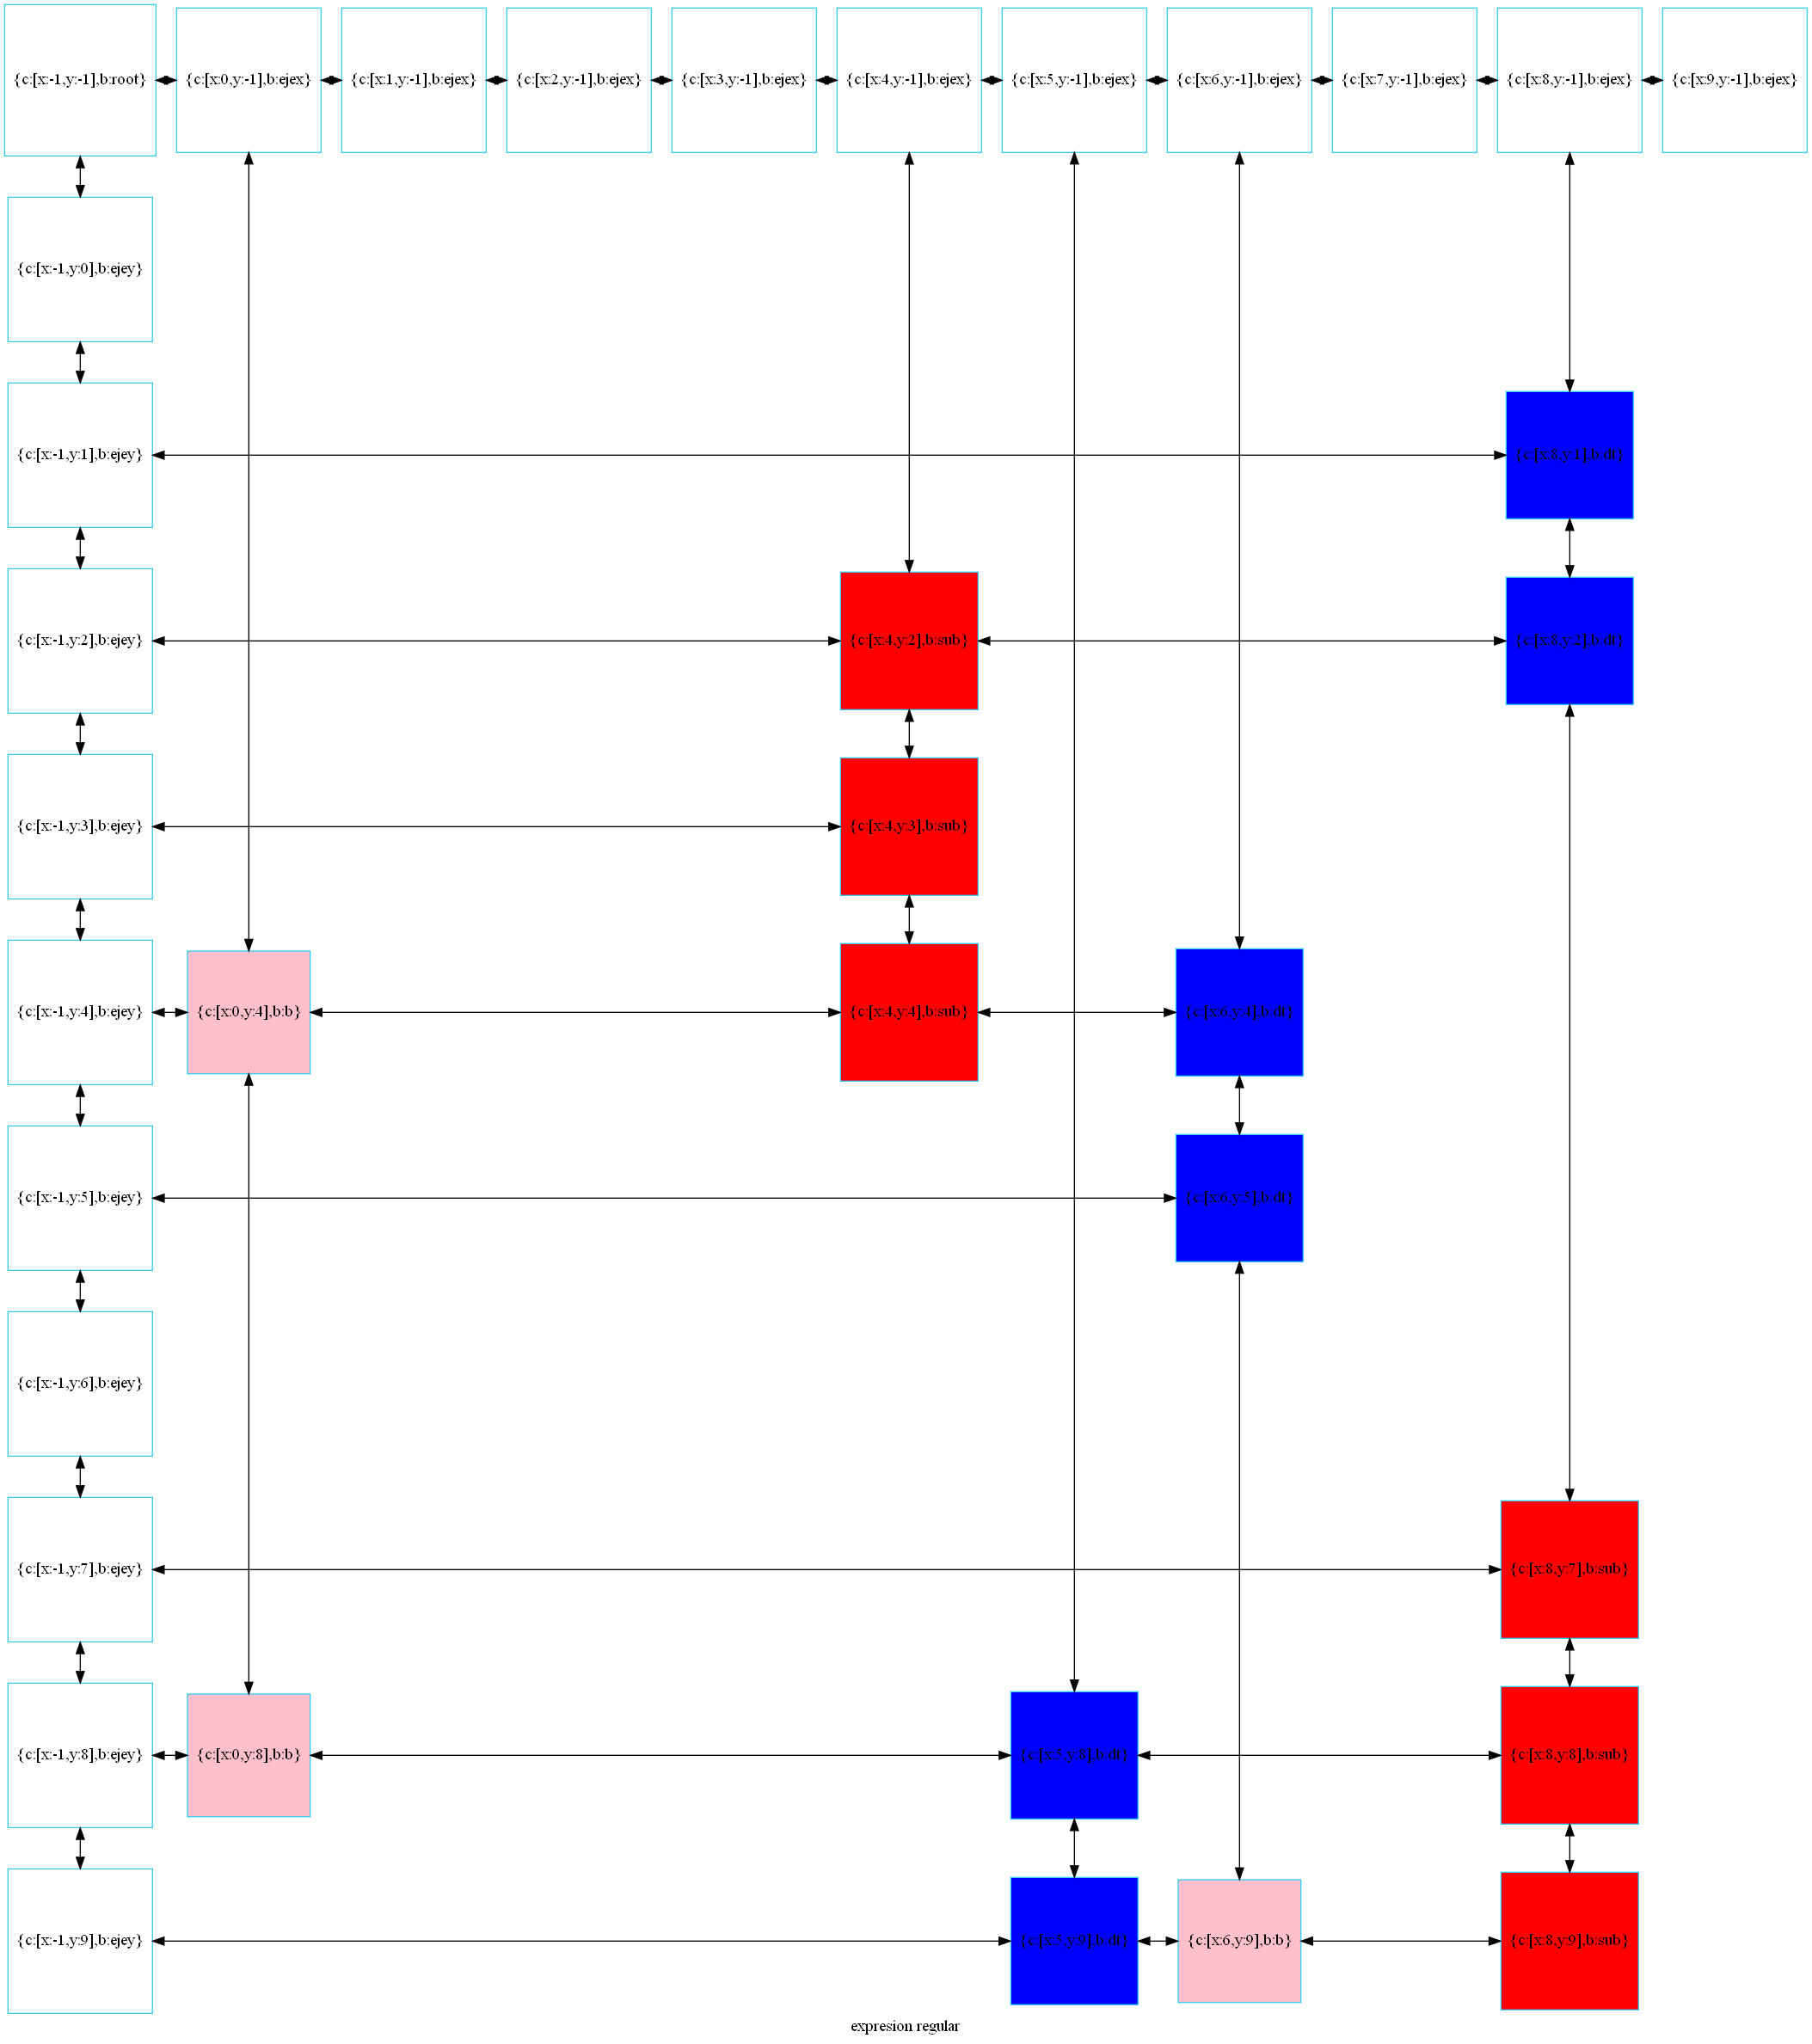 {c:[x:-1,y:-1],b:root} {c:[x:0,y:-1],b:ejex} {c:[x:1,y:-1],b:ejex} {c:[x:2,y:-1],b:ejex} {c:[x:3,y:-1],b:ejex} {c:[x:4,y:-1],b:ejex} {c:[x:5,y:-1],b:ejex} {c:[x:6,y:-1],b:ejex} {c:[x:7,y:-1],b:ejex} {c:[x:8,y:-1],b:ejex} {c:[x:9,y:-1],b:ejex}
{c:[x:-1,y:0],b:ejey}
{c:[x:-1,y:1],b:ejey} {c:[x:8,y:1],b:dt}
{c:[x:-1,y:2],b:ejey} {c:[x:4,y:2],b:sub} {c:[x:8,y:2],b:dt}
{c:[x:-1,y:3],b:ejey} {c:[x:4,y:3],b:sub}
{c:[x:-1,y:4],b:ejey} {c:[x:0,y:4],b:b} {c:[x:4,y:4],b:sub} {c:[x:6,y:4],b:dt}
{c:[x:-1,y:5],b:ejey} {c:[x:6,y:5],b:dt}
{c:[x:-1,y:6],b:ejey}
{c:[x:-1,y:7],b:ejey} {c:[x:8,y:7],b:sub}
{c:[x:-1,y:8],b:ejey} {c:[x:0,y:8],b:b} {c:[x:5,y:8],b:dt} {c:[x:8,y:8],b:sub}
{c:[x:-1,y:9],b:ejey} {c:[x:5,y:9],b:dt} {c:[x:6,y:9],b:b} {c:[x:8,y:9],b:sub}
expresion regular